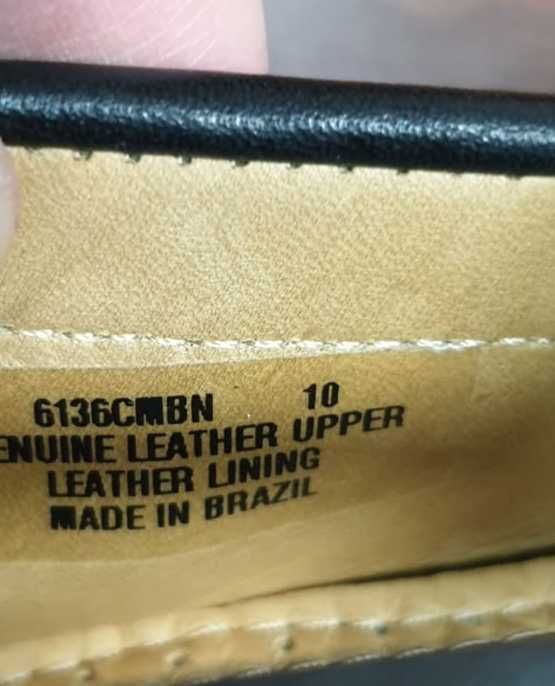 6136CMBN 10
ENUINE LEATHER UPPER
LEATHER LINING
MADE IN BRAZIL